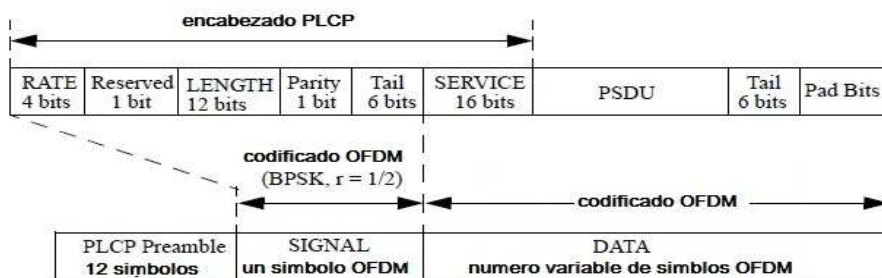 encabezado PLCP
RATE Reserved LENGTH Parity Tail SERVICE PSDU Tail Pad Bits
4 bits 1 bit 12 bits 1 bit 6 bits 16 bits 6 bits
codificado OFDM
(BPSK, r = 1/2)
codificado OFDM
PLCP Preamble SIGNAL DATA
12 simbolos un simbolo OFDM numero variable de simblos OFDM